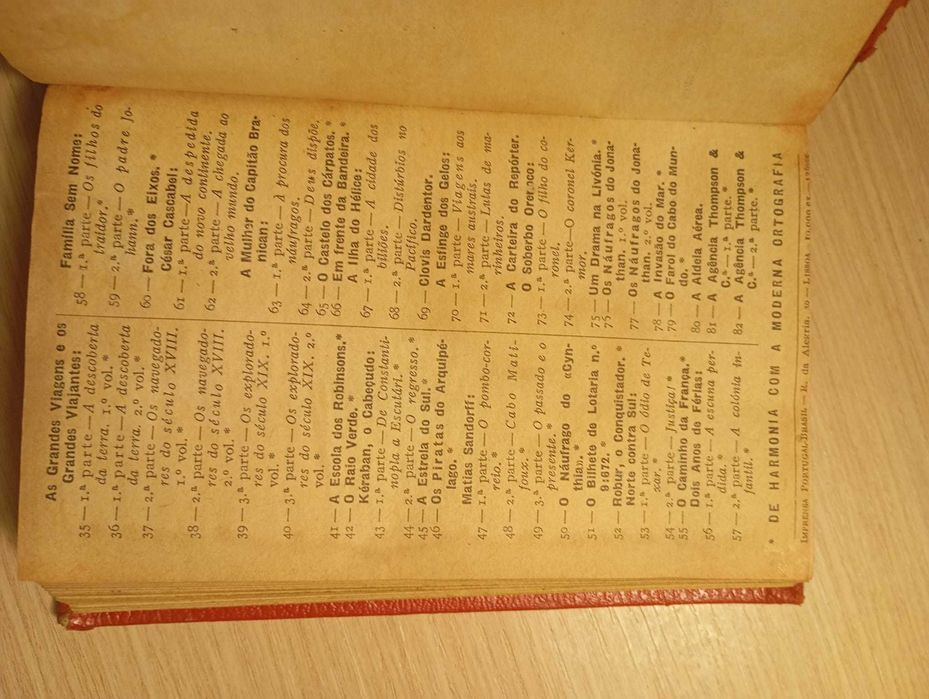 As Grandes Viagens e os
Grandes Viajantes:
35 — 1.ª parte — A descoberta
da terra. 1.º vol. *
36 — 1.ª parte — A descoberta
da terra. 2.º vol. *
37 — 2.ª parte — Os navegado-
res do século XVIII.
1.º vol. *
38 — 2.ª parte — Os navegado-
res do século XVIII.
2.º vol. *
39 — 3.ª parte — Os explorado-
res do século XIX. 1.º
vol. *
40 — 3.ª parte — Os explorado-
res do século XIX. 2.º
vol. *
41 — A Escola dos Robinsons. *
42 — O Raio Verde. *
Kéraban, o Cabeçudo:
43 — 1.ª parte — De Constanti-
nopla a Escutári. *
44 — 2.ª parte — O regresso. *
45 — A Estrela do Sul. *
46 — Os Piratas do Arquipé-
lago. *
Matias Sandorff:
47 — 1.ª parte — O pombo-cor-
reio. *
48 — 2.ª parte — Cabo Mati-
foux. *
49 — 3.ª parte — O passado e o
presente. *
50 — O Náufrago do «Cyn-
thia». *
51 — O Bilhete de Lotaria n.º
9:672. *
52 — Robur, o Conquistador. *
Norte contra Sul:
53 — 1.ª parte — O ódio de Te-
xar. *
54 — 2.ª parte — Justiça! *
55 — O Caminho da França. *
Dois Anos de Férias:
56 — 1.ª parte — A escuna per-
dida. *
57 — 2.ª parte — A colónia in-
fantil. *
Família Sem Nome:
58 — 1.ª parte — Os filhos do
traidor. *
59 — 2.ª parte — O padre Jo-
hann. *
60 — Fora dos Eixos. *
César Cascabel:
61 — 1.ª parte — A despedida
do novo continente.
62 — 2.ª parte — A chegada ao
velho mundo.
A Mulher do Capitão Bra-
nican:
63 — 1.ª parte — À procura dos
náufragos.
64 — 2.ª parte — Deus dispõe.
65 — O Castelo dos Cárpatos. *
66 — Em frente da Bandeira. *
A Ilha do Hélice:
67 — 1.ª parte — A cidade dos
biliões.
68 — 2.ª parte — Distúrbios no
Pacífico.
69 — Clovis Dardentor.
A Esfinge dos Gelos:
70 — 1.ª parte — Viagens aos
mares austrais.
71 — 2.ª parte — Lutas de ma-
rinheiros.
72 — A Carteira do Repórter.
O Soberbo Orenoco:
73 — 1.ª parte — O filho do co-
ronel.
74 — 2.ª parte — O coronel Ker-
mor.
75 — Um Drama na Livónia. *
76 — Os Náufragos do Jona-
than. 1.º vol.
77 — Os Náufragos do Jona-
than. 2.º vol.
78 — A Invasão do Mar. *
79 — O Farol do Cabo do Mun-
do. *
80 — A Aldeia Aérea.
81 — A Agência Thompson &
C.ª — 1.ª parte. *
82 — A Agência Thompson &
C.ª — 2.ª parte. *
* DE HARMONIA COM A MODERNA ORTOGRAFIA
IMPRENSA PORTUGAL-BRASIL — R. da Alegria, 30 — LISBOA